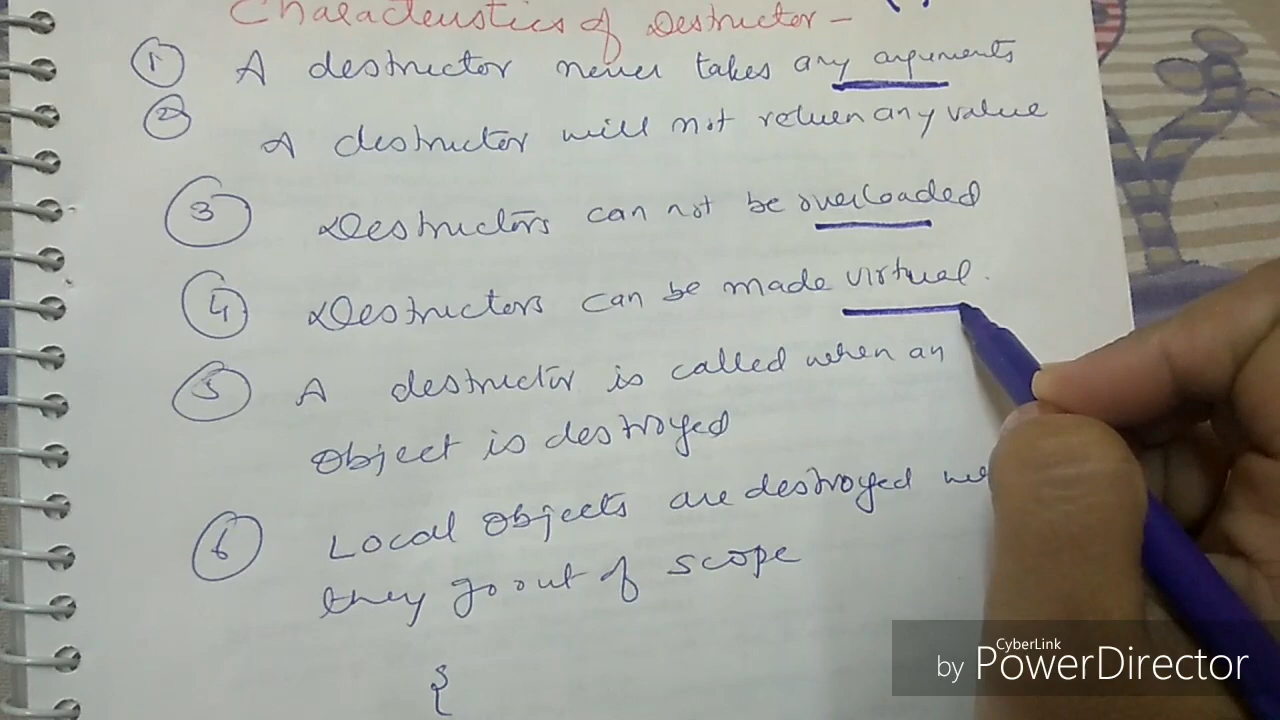 Characteristics of Destructor –
① A destructor never takes any arguments
② A destructor will not return any value
③ Destructors can not be overloaded
④ Destructors can be made virtual.
⑤ A destructor is called when an
Object is destroyed
⑥ Local Objects are destroyed
they go out of scope
{
CyberLink
by PowerDirector